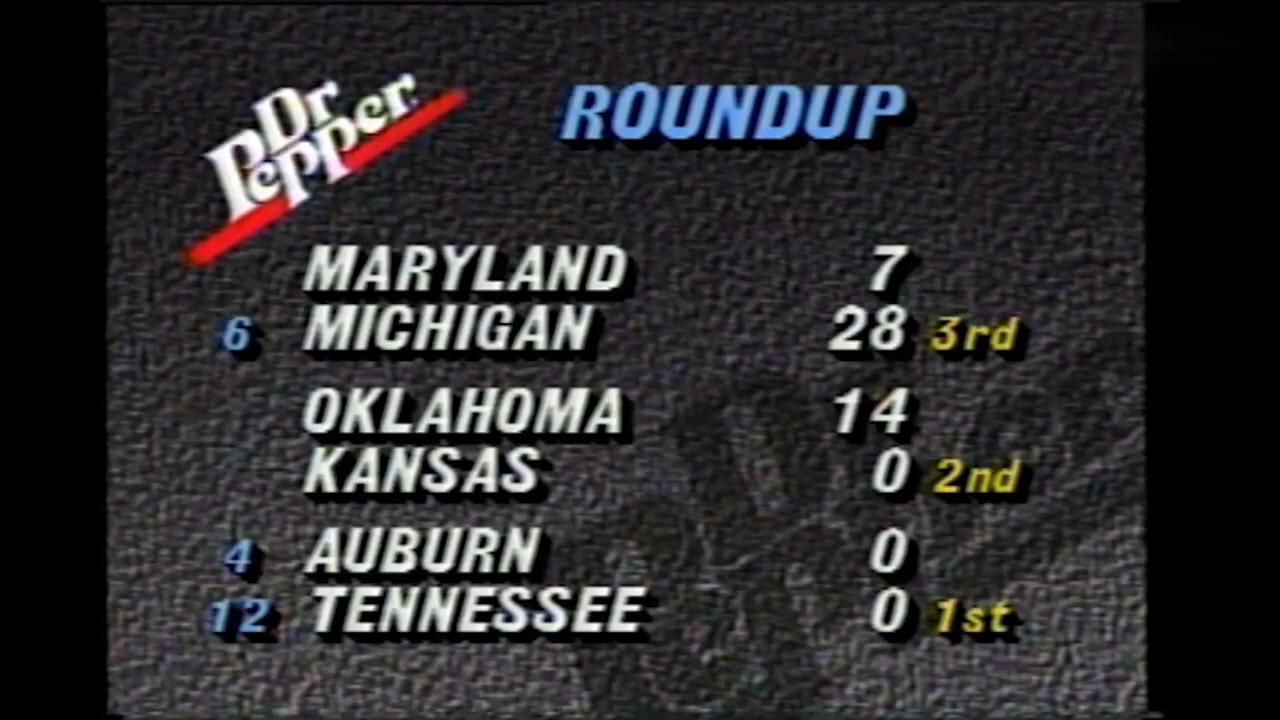 Dr Pepper ROUNDUP
MARYLAND 7
6 MICHIGAN 28 3rd
OKLAHOMA 14
KANSAS 0 2nd
4 AUBURN 0
12 TENNESSEE 0 1st